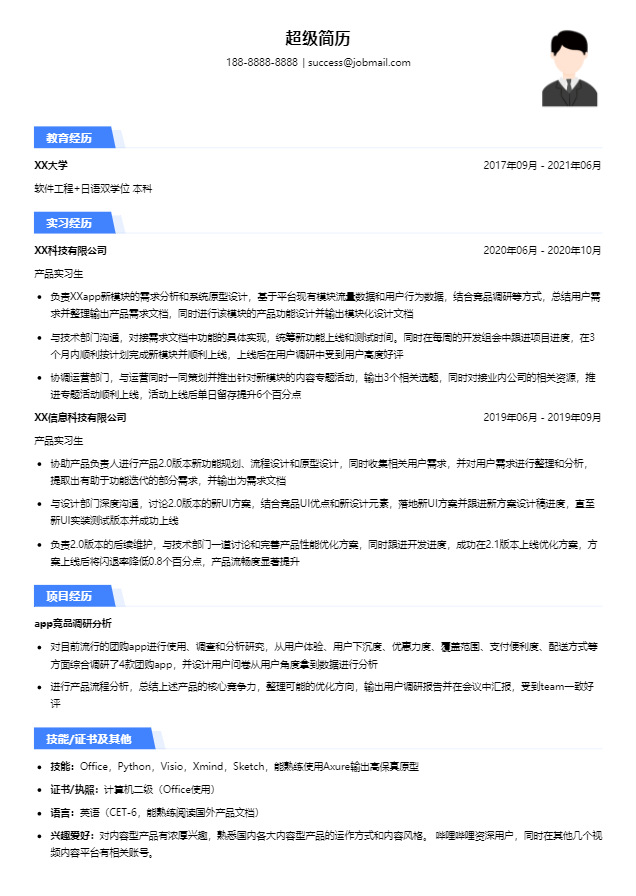 超级简历
188-8888-8888 | success@jobmail.com
教育经历
XX大学 2017年09月 - 2021年06月
软件工程+日语双学位 本科
实习经历
XX科技有限公司 2020年06月 - 2020年10月
产品实习生
• 负责XXapp新模块的需求分析和系统原型设计，基于平台现有模块流量数据和用户行为数据，结合竞品调研等方式，总结用户需
求并整理输出产品需求文档，同时进行该模块的产品功能设计并输出模块化设计文档
• 与技术部门沟通，对接需求文档中功能的具体实现，统筹新功能上线和测试时间。同时在每周的开发组会中跟进项目进度，在3
个月内顺利按计划完成新模块并顺利上线，上线后在用户调研中受到用户高度好评
• 协调运营部门，与运营同时一同策划并推出针对新模块的内容专题活动，输出3个相关选题，同时对接业内公司的相关资源，推
进专题活动顺利上线，活动上线后单日留存提升6个百分点
XX信息科技有限公司 2019年06月 - 2019年09月
产品实习生
• 协助产品负责人进行产品2.0版本新功能规划、流程设计和原型设计，同时收集相关用户需求，并对用户需求进行整理和分析，
提取出有助于功能迭代的部分需求，并输出为需求文档
• 与设计部门深度沟通，讨论2.0版本的新UI方案，结合竞品UI优点和新设计元素，落地新UI方案并跟进新方案设计稿进度，直至
新UI实装测试版本并成功上线
• 负责2.0版本的后续维护，与技术部门一道讨论和完善产品性能优化方案，同时跟进开发进度，成功在2.1版本上线优化方案，方
案上线后将闪退率降低0.8个百分点，产品流畅度显著提升
项目经历
app竞品调研分析
• 对目前流行的团购app进行使用、调查和分析研究，从用户体验、用户下沉度、优惠力度、覆盖范围、支付便利度、配送方式等
方面综合调研了4款团购app，并设计用户问卷从用户角度拿到数据进行分析
• 进行产品流程分析，总结上述产品的核心竞争力，整理可能的优化方向，输出用户调研报告并在会议中汇报，受到team一致好
评
技能/证书及其他
• 技能：Office，Python，Visio，Xmind，Sketch，能熟练使用Axure输出高保真原型
• 证书/执照：计算机二级（Office使用）
• 语言：英语（CET-6，能熟练阅读国外产品文档）
• 兴趣爱好：对内容型产品有浓厚兴趣，熟悉国内各大内容型产品的运作方式和内容风格。 哔哩哔哩资深用户，同时在其他几个视
频内容平台有相关账号。